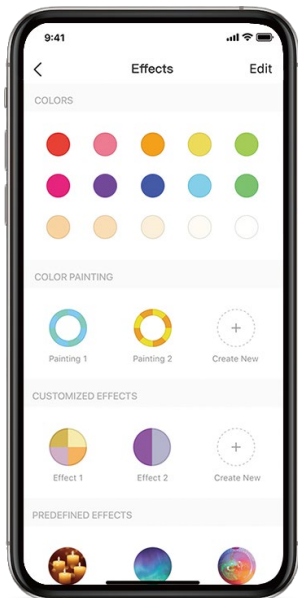 9:41
Effects Edit
COLORS
COLOR PAINTING
Painting 1 Painting 2 Create New
CUSTOMIZED EFFECTS
Effect 1 Effect 2 Create New
PREDEFINED EFFECTS